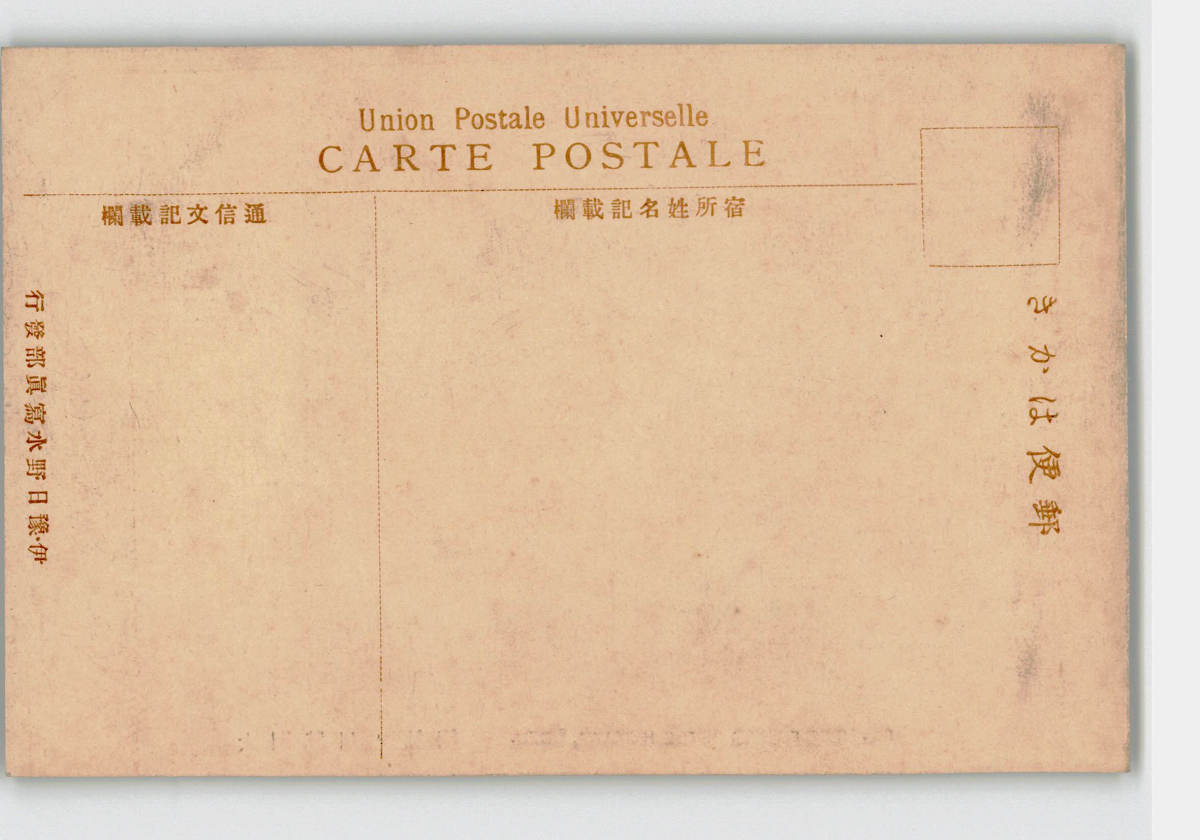 Union Postale Universelle
CARTE POSTALE
宿所姓名記載欄
通信文記載欄
郵便はかき
伊豫日野水寫眞部發行